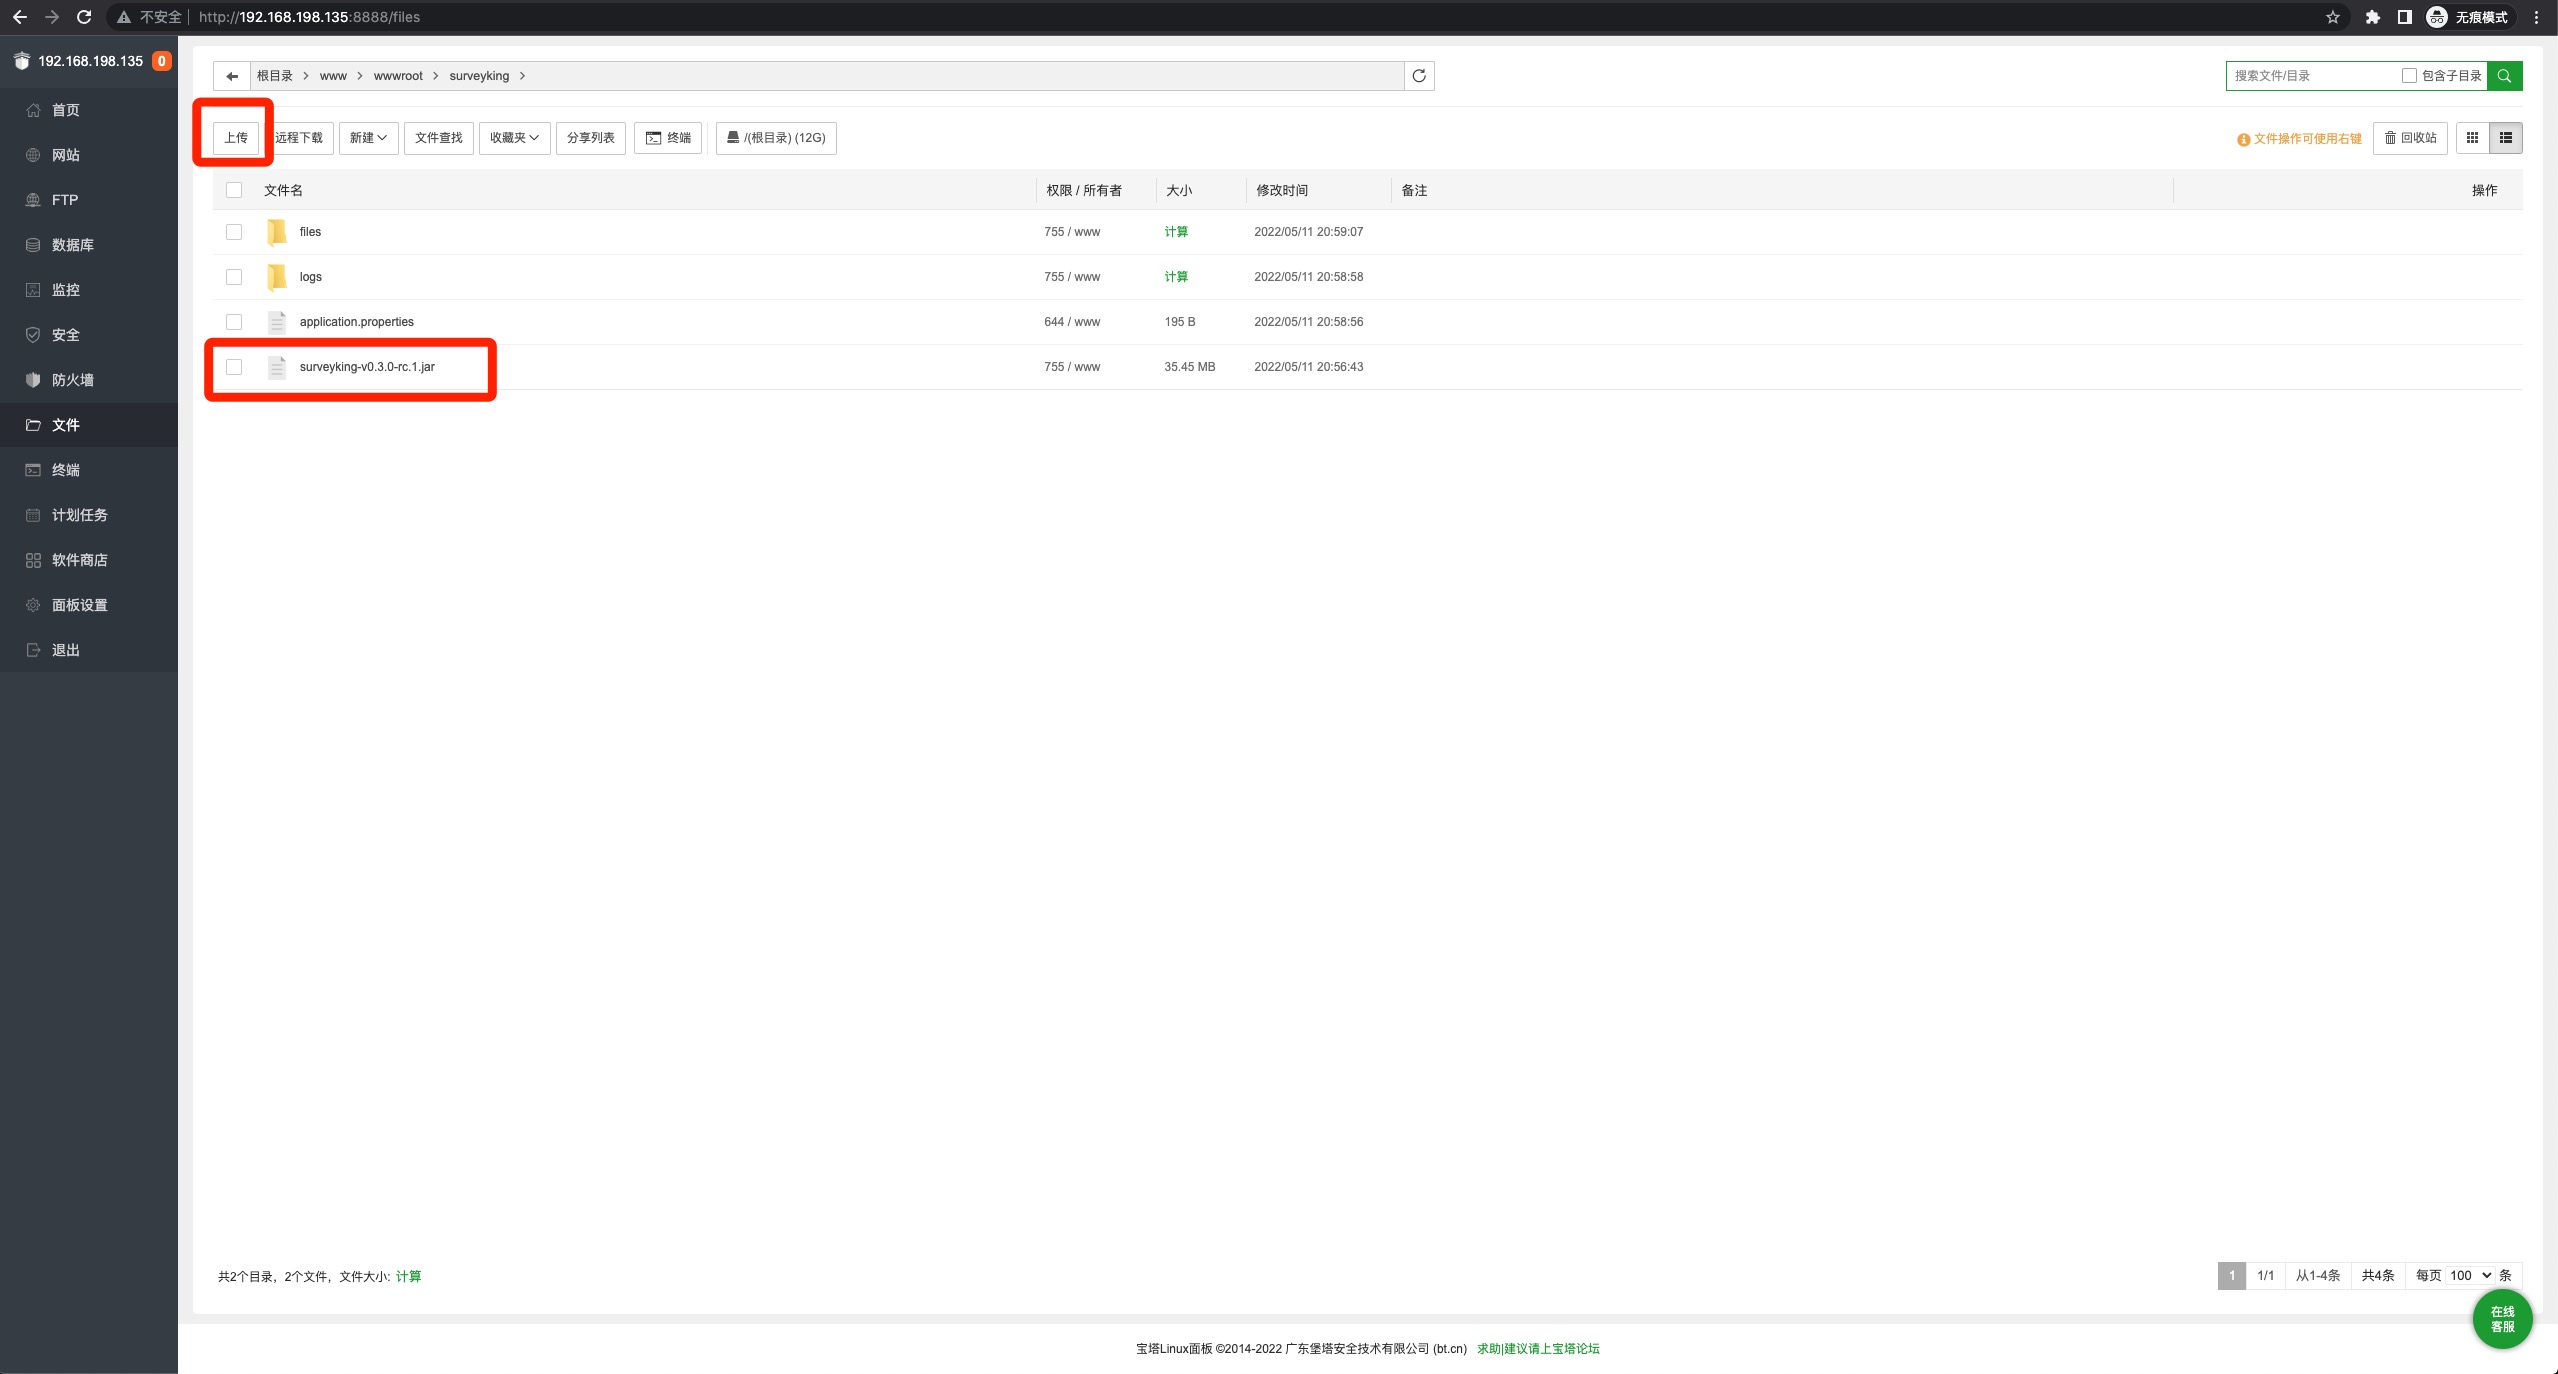 不安全 | http://192.168.198.135:8888/files
无痕模式
192.168.198.135 0
首页
网站
FTP
数据库
监控
安全
防火墙
文件
终端
计划任务
软件商店
面板设置
退出
根目录 > www > wwwroot > surveyking >
搜索文件/目录 包含子目录
上传 远程下载 新建 文件查找 收藏夹 分享列表 终端 /(根目录) (12G)
文件操作可使用右键 回收站
文件名 权限 / 所有者 大小 修改时间 备注 操作
files 755 / www 计算 2022/05/11 20:59:07
logs 755 / www 计算 2022/05/11 20:58:58
application.properties 644 / www 195 B 2022/05/11 20:58:56
surveyking-v0.3.0-rc.1.jar 755 / www 35.45 MB 2022/05/11 20:56:43
共2个目录，2个文件，文件大小: 计算
1 1/1 从1-4条 共4条 每页 100 条
在线
客服
宝塔Linux面板 ©2014-2022 广东堡塔安全技术有限公司 (bt.cn) 求助|建议请上宝塔论坛